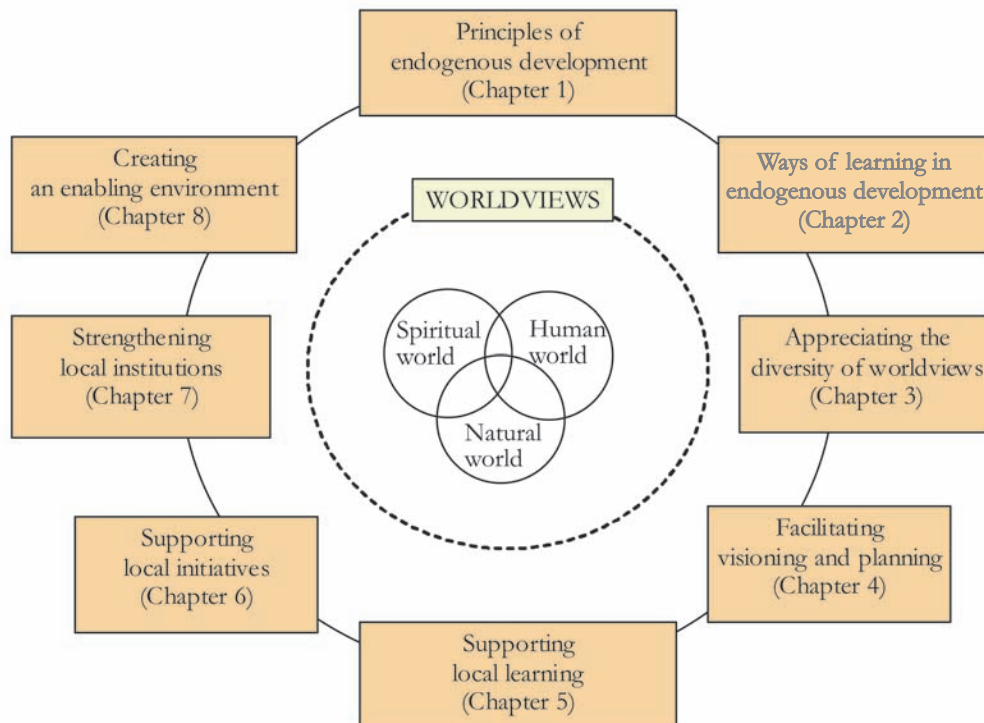 Principles of
endogenous development
(Chapter 1)
Ways of learning in
endogenous development
(Chapter 2)
Appreciating the
diversity of worldviews
(Chapter 3)
Facilitating
visioning and planning
(Chapter 4)
Supporting
local learning
(Chapter 5)
Supporting
local initiatives
(Chapter 6)
Strengthening
local institutions
(Chapter 7)
Creating
an enabling environment
(Chapter 8)
WORLDVIEWS
Spiritual
world
Human
world
Natural
world